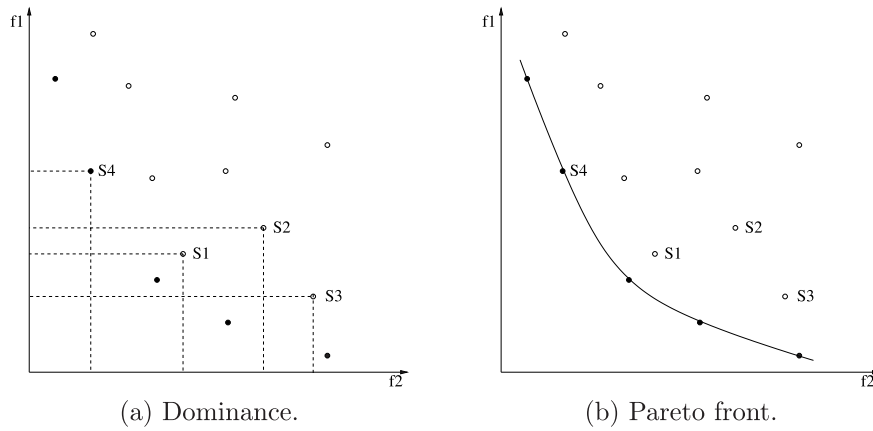 f1
S4
S2
S1
S3
f2
(a) Dominance.
f1
S4
S2
S1
S3
f2
(b) Pareto front.